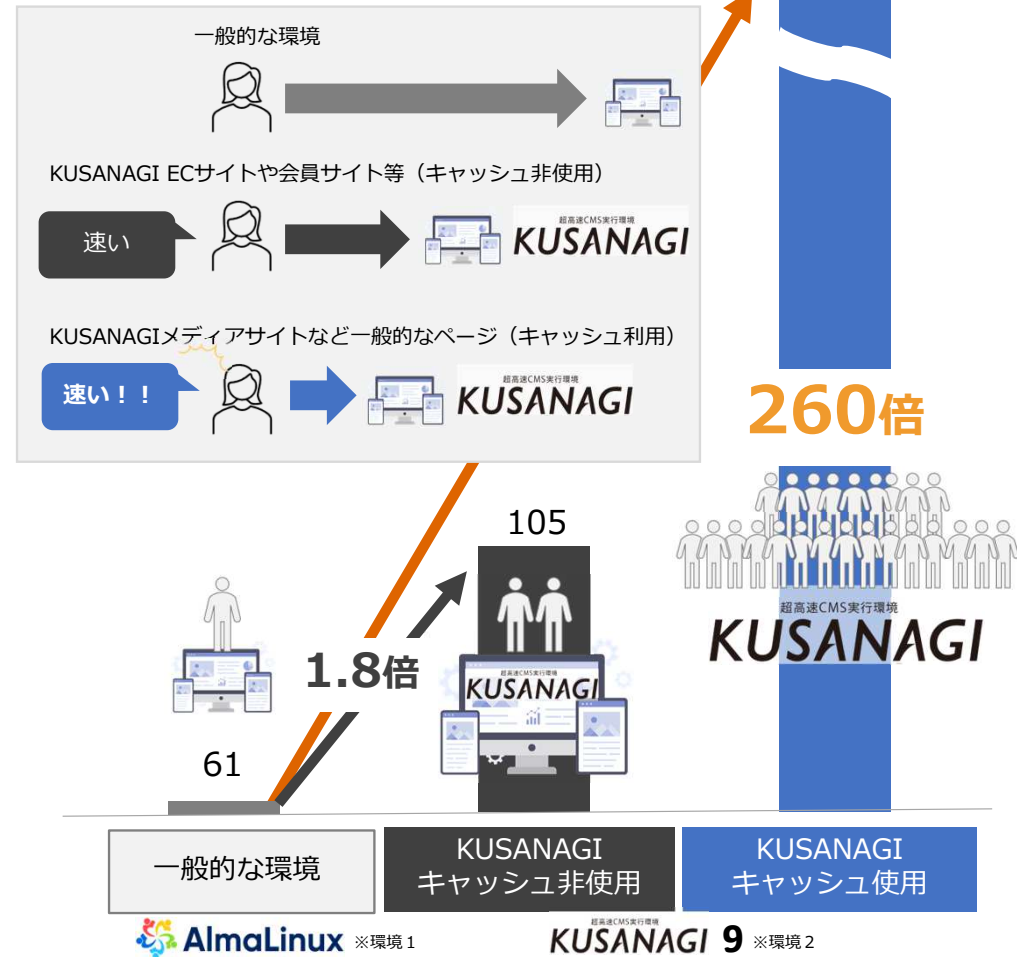 一般的な環境
KUSANAGI ECサイトや会員サイト等（キャッシュ非使用）
速い
超高速CMS実行環境
KUSANAGI
KUSANAGIメディアサイトなど一般的なページ（キャッシュ利用）
速い！！
超高速CMS実行環境
KUSANAGI
260倍
105
超高速CMS実行環境
KUSANAGI
1.8倍
超高速CMS実行環境
KUSANAGI
61
一般的な環境
KUSANAGI
キャッシュ非使用
KUSANAGI
キャッシュ使用
AlmaLinux ※環境１
超高速CMS実行環境
KUSANAGI 9 ※環境２